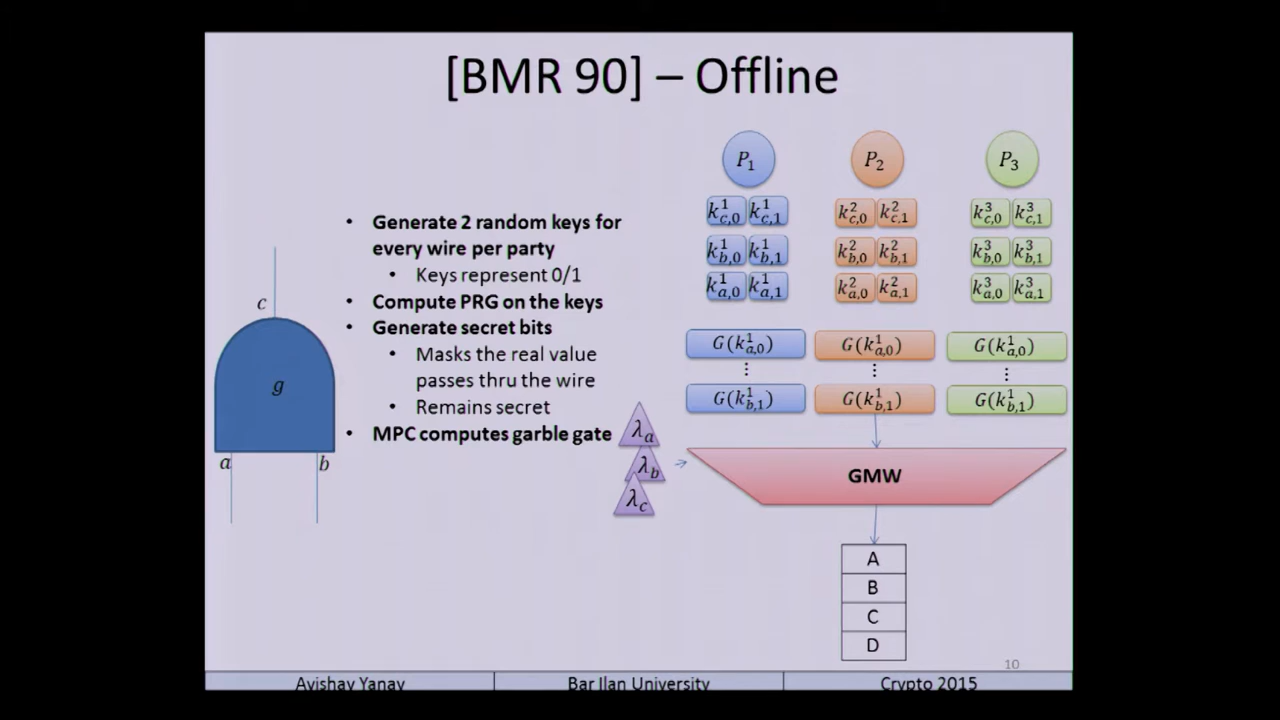 [BMR 90] – Offline
P_1 P_2 P_3
k^1_{c,0} k^1_{c,1} k^2_{c,0} k^2_{c,1} k^3_{c,0} k^3_{c,1}
k^1_{b,0} k^1_{b,1} k^2_{b,0} k^2_{b,1} k^3_{b,0} k^3_{b,1}
k^1_{a,0} k^1_{a,1} k^2_{a,0} k^2_{a,1} k^3_{a,0} k^3_{a,1}
• Generate 2 random keys for
every wire per party
• Keys represent 0/1
• Compute PRG on the keys
• Generate secret bits
• Masks the real value
passes thru the wire
• Remains secret
• MPC computes garble gate
c
g
a b
G(k^1_{a,0}) G(k^1_{a,0}) G(k^1_{a,0})
⋮ ⋮ ⋮
G(k^1_{b,1}) G(k^1_{b,1}) G(k^1_{b,1})
λ_a
λ_b
λ_c
GMW
A
B
C
D
10
Avishay Yanay Bar Ilan University Crypto 2015